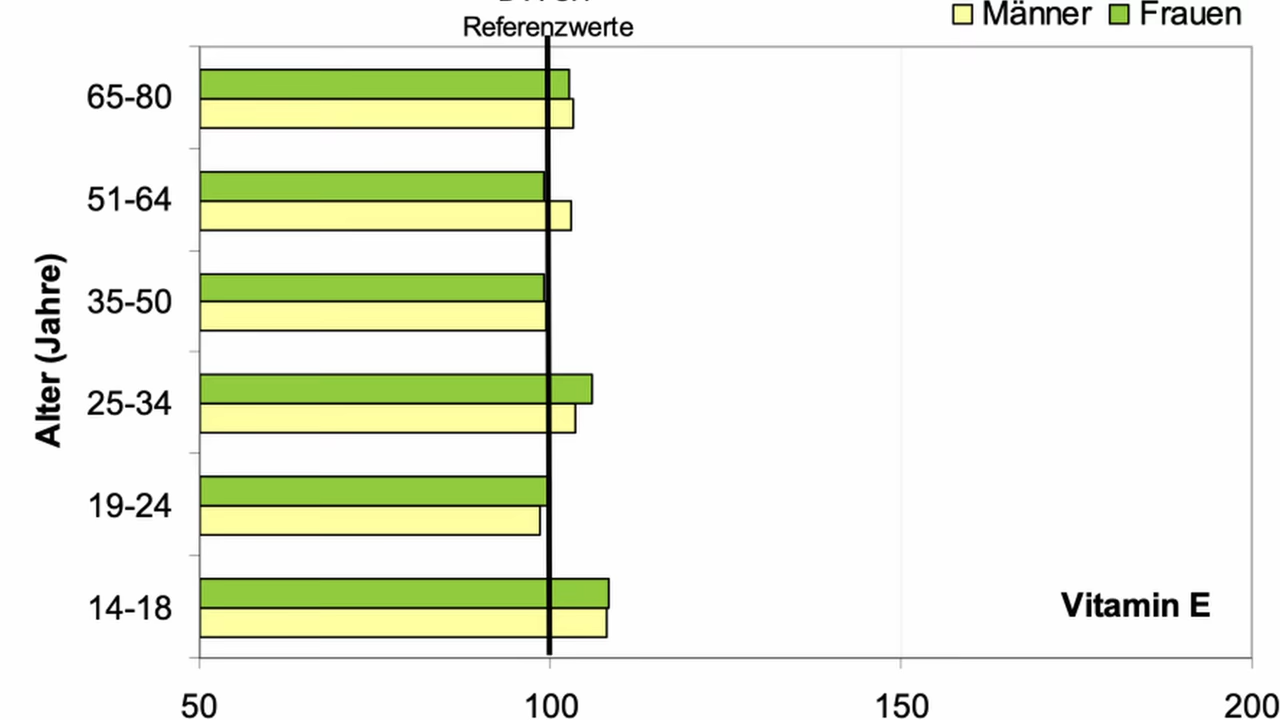 Referenzwerte
Männer Frauen
65-80
51-64
35-50
25-34
19-24
14-18
Alter (Jahre)
Vitamin E
50 100 150 200